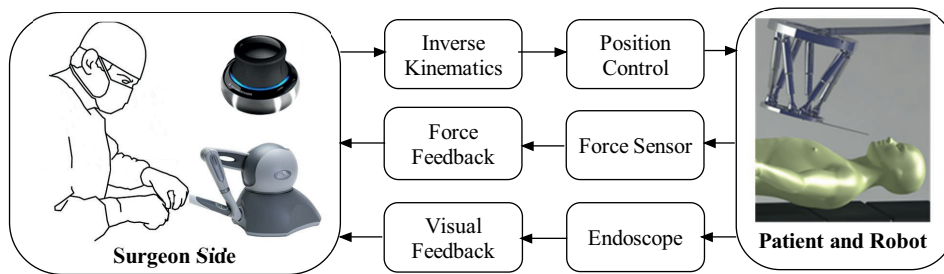 Inverse
Kinematics
Position
Control
Force
Feedback
Force Sensor
Visual
Feedback
Endoscope
Surgeon Side
Patient and Robot